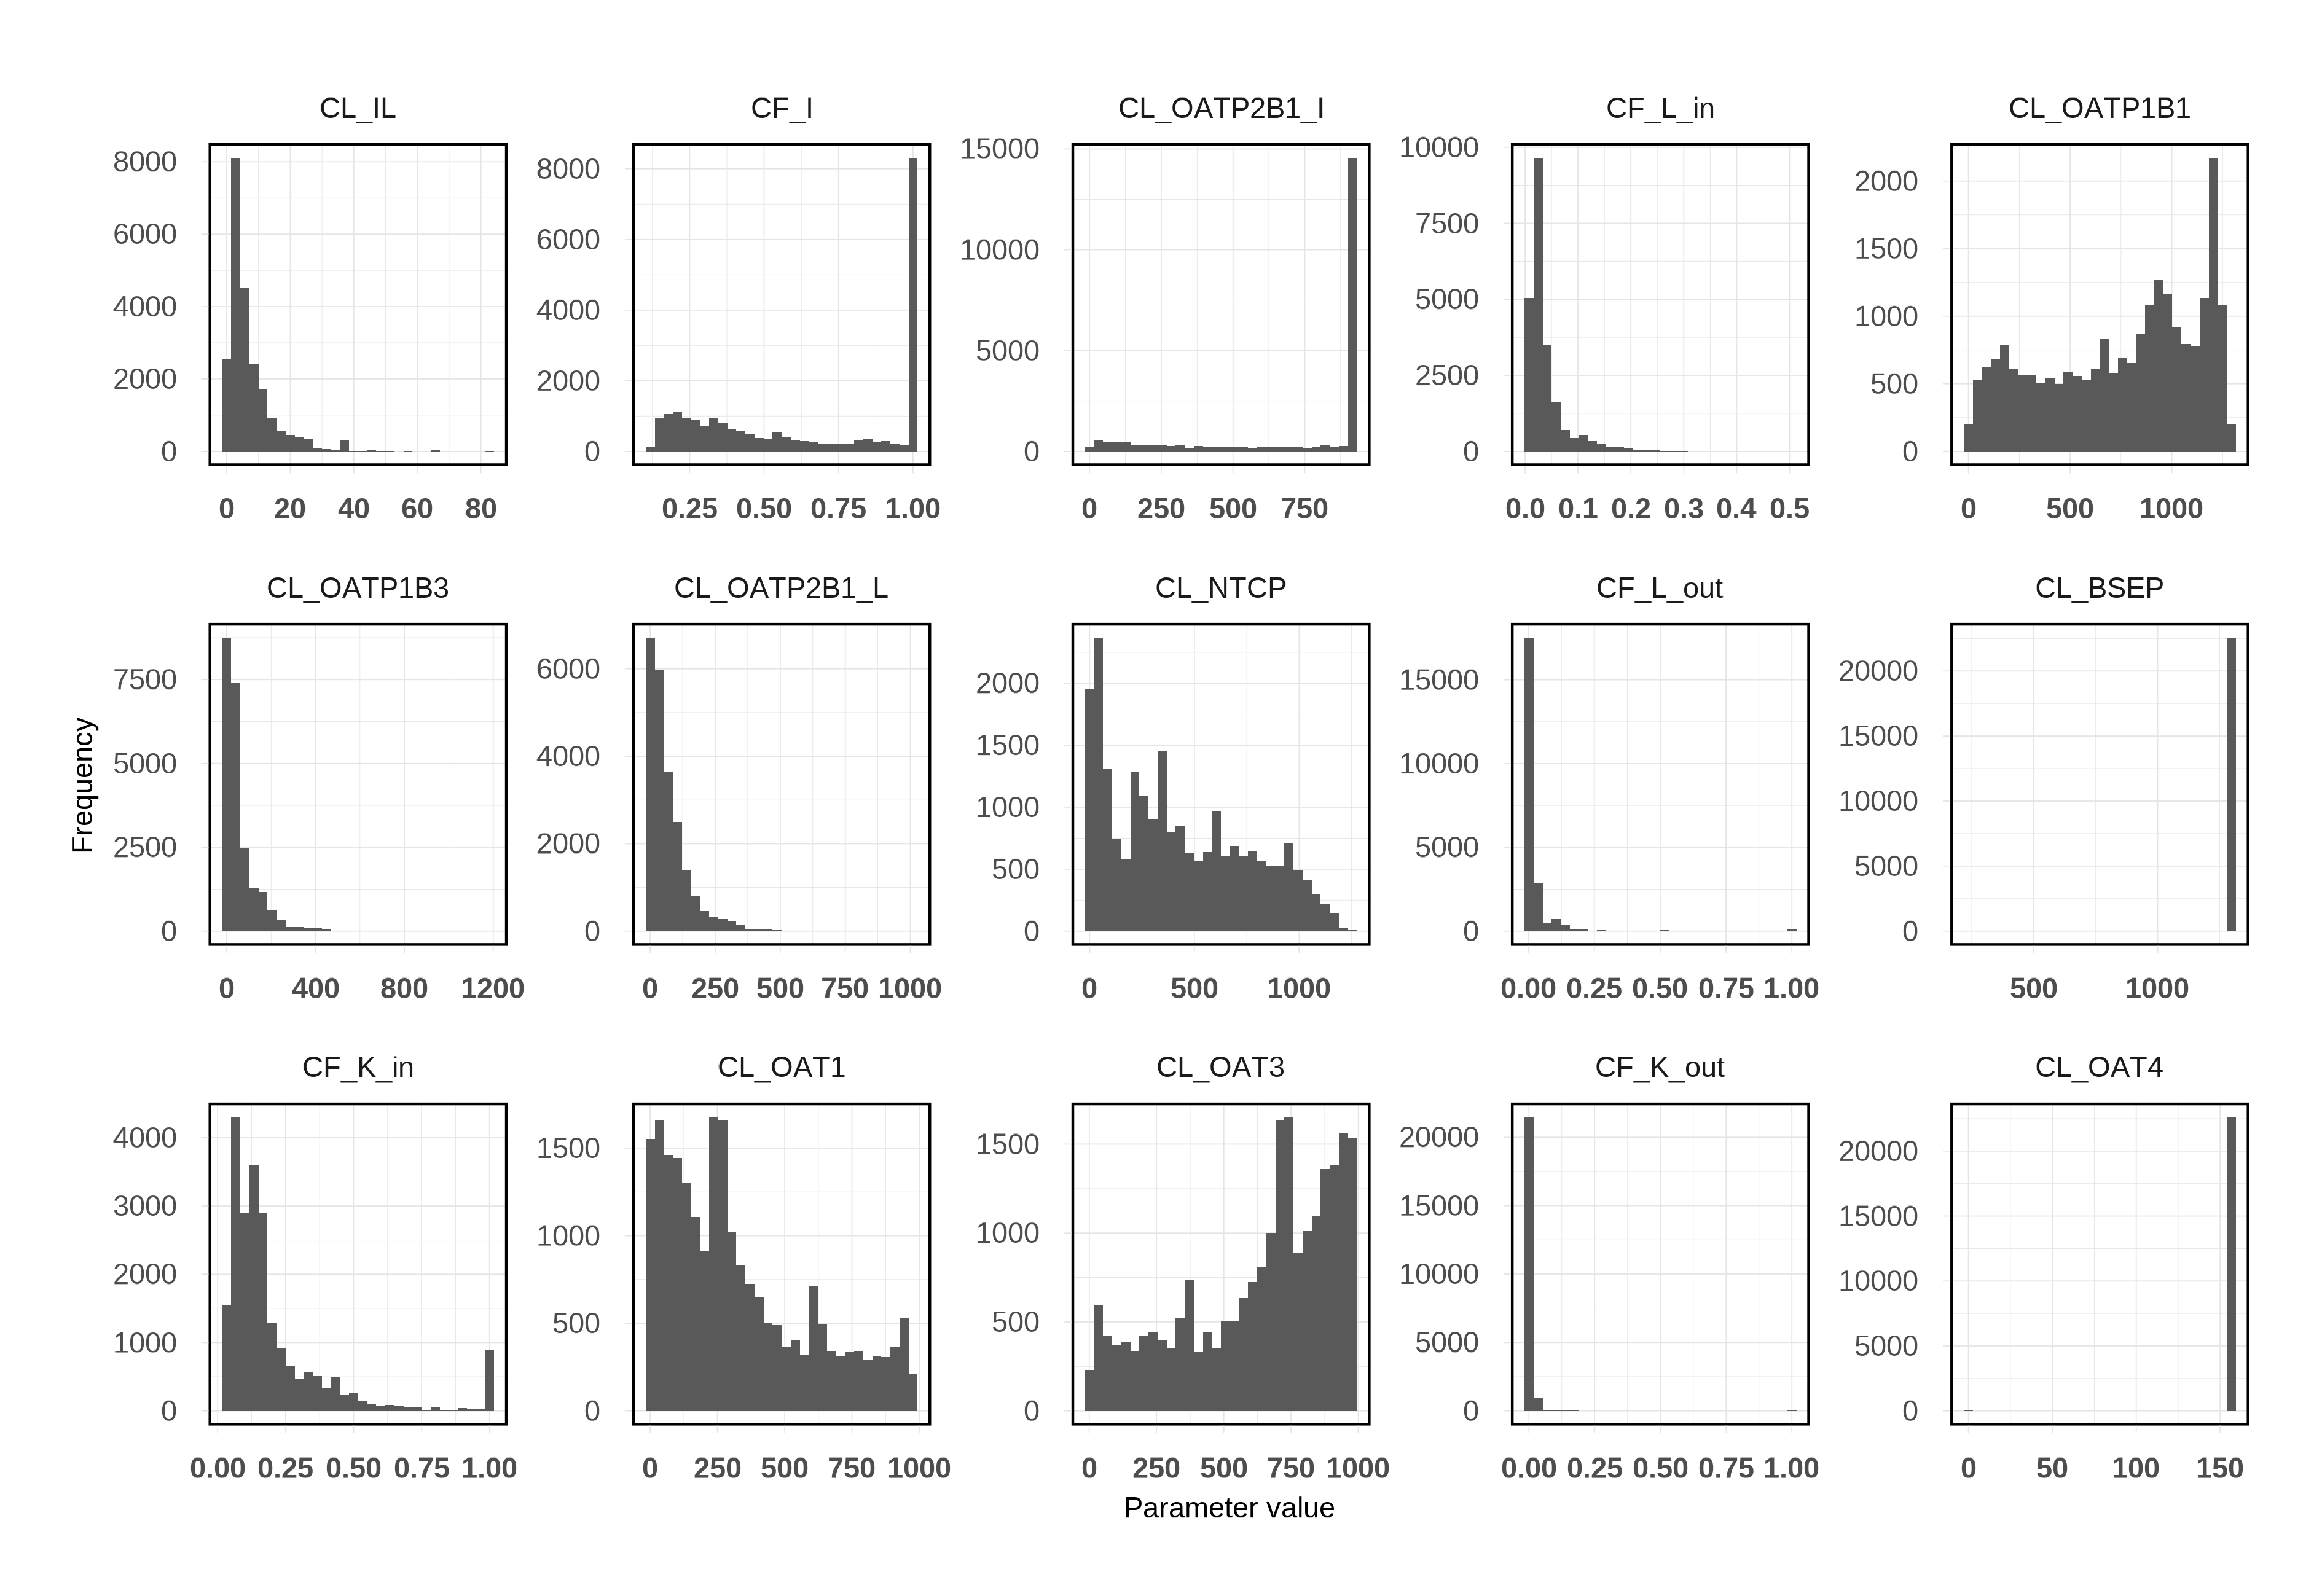 CL_IL CF_I CL_OATP2B1_I CF_L_in CL_OATP1B1
8000 6000 4000 2000 0
8000 6000 4000 2000 0
15000 10000 5000 0
10000 7500 5000 2500 0
2000 1500 1000 500 0
0 20 40 60 80
0.25 0.50 0.75 1.00
0 250 500 750
0.0 0.1 0.2 0.3 0.4 0.5
0 500 1000
CL_OATP1B3 CL_OATP2B1_L CL_NTCP CF_L_out CL_BSEP
Frequency
7500 5000 2500 0
6000 4000 2000 0
2000 1500 1000 500 0
15000 10000 5000 0
20000 15000 10000 5000 0
0 400 800 1200
0 250 500 750 1000
0 500 1000
0.00 0.25 0.50 0.75 1.00
500 1000
CF_K_in CL_OAT1 CL_OAT3 CF_K_out CL_OAT4
4000 3000 2000 1000 0
1500 1000 500 0
1500 1000 500 0
20000 15000 10000 5000 0
20000 15000 10000 5000 0
0.00 0.25 0.50 0.75 1.00
0 250 500 750 1000
0 250 500 750 1000
0.00 0.25 0.50 0.75 1.00
0 50 100 150
Parameter value